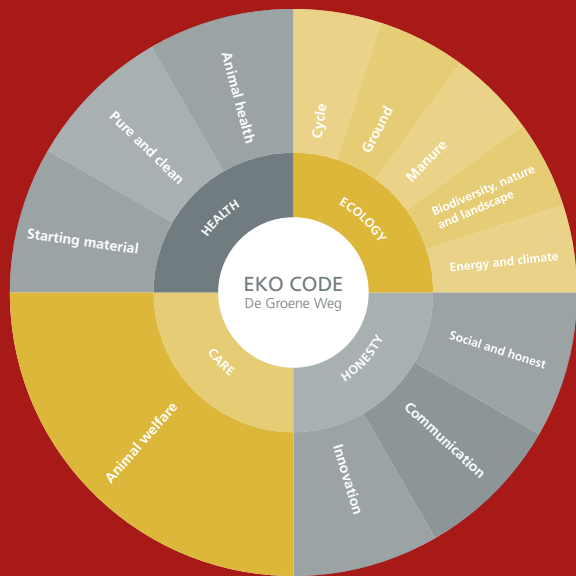 EKO CODE
De Groene Weg
HEALTH
Starting material
Pure and clean
Animal health
ECOLOGY
Cycle
Ground
Manure
Biodiversity, nature
and landscape
Energy and climate
HONESTY
Social and honest
Communication
Innovation
CARE
Animal welfare